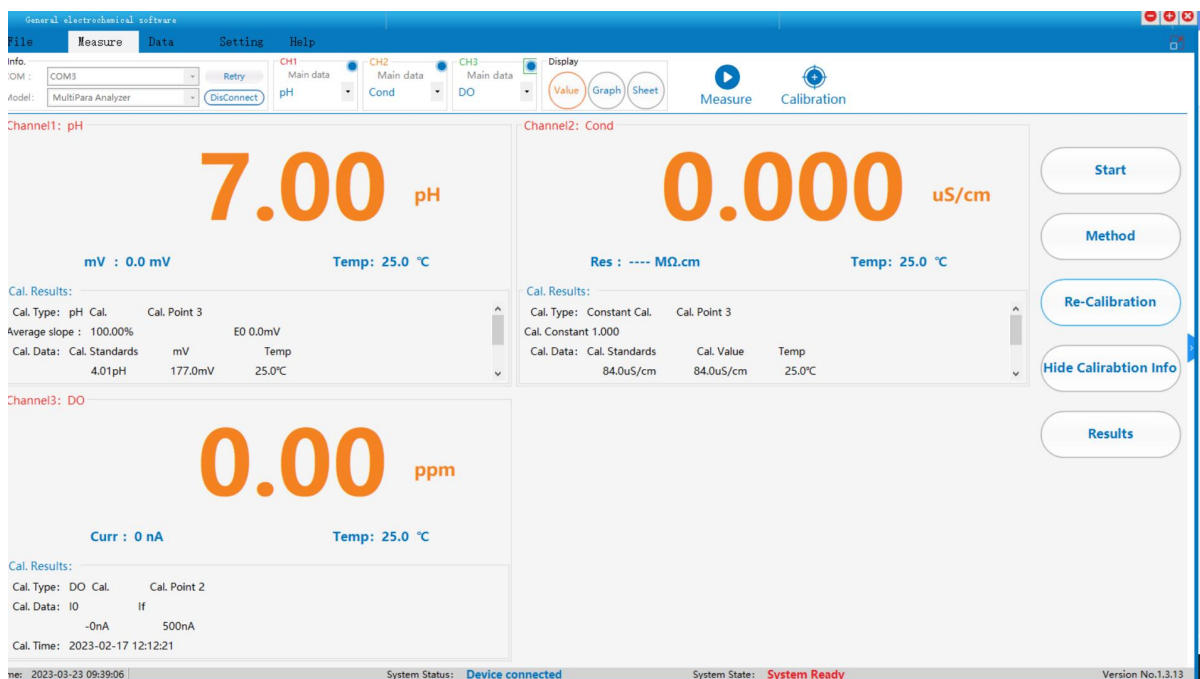 General electrochemical software
File Measure Data Setting Help
Info.
COM : COM3 Retry
Model: MultiPara Analyzer DisConnect
CH1
Main data
pH
CH2
Main data
Cond
CH3
Main data
DO
Display
Value Graph Sheet
Measure Calibration
Channel1: pH
7.00 pH
mV : 0.0 mV Temp: 25.0 ℃
Cal. Results:
Cal. Type: pH Cal. Cal. Point 3
Average slope : 100.00% E0 0.0mV
Cal. Data: Cal. Standards mV Temp
4.01pH 177.0mV 25.0℃
Channel2: Cond
0.000 uS/cm
Res : ---- MΩ.cm Temp: 25.0 ℃
Cal. Results:
Cal. Type: Constant Cal. Cal. Point 3
Cal. Constant 1.000
Cal. Data: Cal. Standards Cal. Value Temp
84.0uS/cm 84.0uS/cm 25.0℃
Start
Method
Re-Calibration
Hide Calirabtion Info
Results
Channel3: DO
0.00 ppm
Curr : 0 nA Temp: 25.0 ℃
Cal. Results:
Cal. Type: DO Cal. Cal. Point 2
Cal. Data: I0 If
-0nA 500nA
Cal. Time: 2023-02-17 12:12:21
me: 2023-03-23 09:39:06 System Status: Device connected System State: System Ready Version No.1.3.13